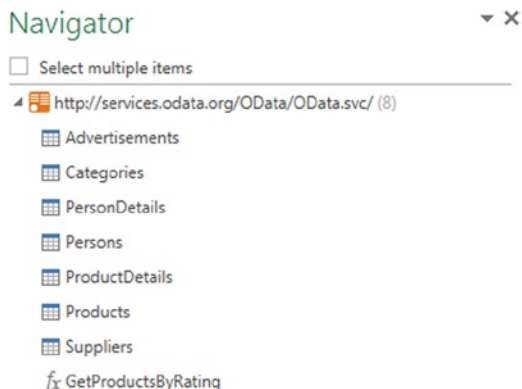 Navigator
Select multiple items
http://services.odata.org/OData/OData.svc/ (8)
Advertisements
Categories
PersonDetails
Persons
ProductDetails
Products
Suppliers
fx GetProductsByRating